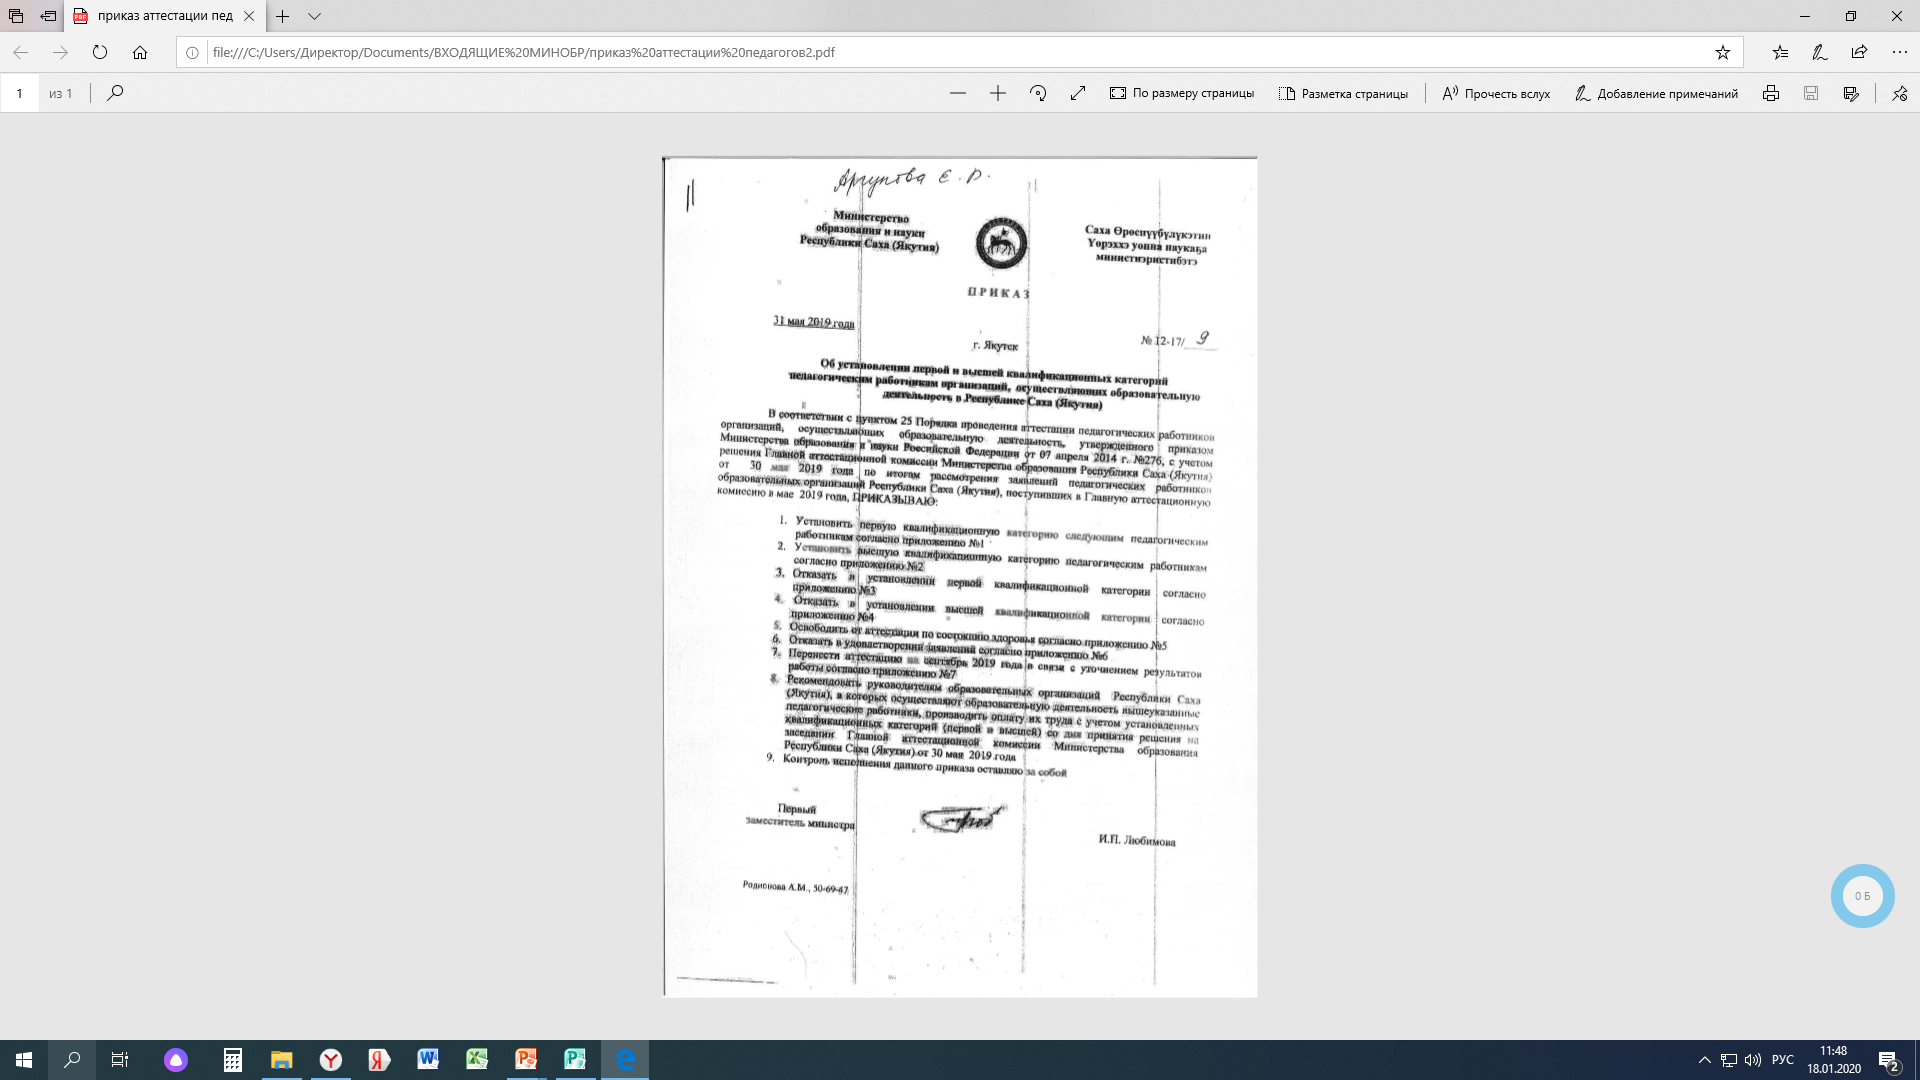 приказ аттестации пед
file:///C:/Users/Директор/Documents/ВХОДЯЩИЕ%20МИНОБР/приказ%20аттестации%20педагогов2.pdf
1 из 1 По размеру страницы Разметка страницы Прочесть вслух Добавление примечаний
Аргунова Е. Р.
11
Министерство
образования и науки
Республики Саха (Якутия)
Саха Өрөспүүбүлүкэтин
Үөрэххэ уонна наукаҕа
министиэристибэтэ
П Р И К А З
31 мая 2019 года
№ 12-17/ 9
г. Якутск
Об установлении первой и высшей квалификационных категорий
педагогическим работникам организаций, осуществляющих образовательную
деятельность в Республике Саха (Якутия)
В соответствии с пунктом 25 Порядка проведения аттестации педагогических работников
организаций, осуществляющих образовательную деятельность, утвержденного приказом
Министерства образования и науки Российской Федерации от 07 апреля 2014 г. №276, с учетом
решения Главной аттестационной комиссии Министерства образования Республики Саха (Якутия)
от 30 мая 2019 года по итогам рассмотрения заявлений педагогических работников
образовательных организаций Республики Саха (Якутия), поступивших в Главную аттестационную
комиссию в мае 2019 года, ПРИКАЗЫВАЮ:
1. Установить первую квалификационную категорию следующим педагогическим
работникам согласно приложению №1
2. Установить высшую квалификационную категорию педагогическим работникам
согласно приложению №2
3. Отказать в установлении первой квалификационной категории согласно
приложению №3
4. Отказать в установлении высшей квалификационной категории согласно
приложению №4
5. Освободить от аттестации по состоянию здоровья согласно приложению №5
6. Отказать в удовлетворении заявлений согласно приложению №6
7. Перенести аттестацию на сентябрь 2019 года в связи с уточнением результатов
работы согласно приложению №7
8. Рекомендовать руководителям образовательных организаций Республики Саха
(Якутия), в которых осуществляют образовательную деятельность вышеуказанные
педагогические работники, производить оплату их труда с учетом установленных
квалификационных категорий (первой и высшей) со дня принятия решения на
заседании Главной аттестационной комиссии Министерства образования
Республики Саха (Якутия) от 30 мая 2019 года
9. Контроль исполнения данного приказа оставляю за собой
Первый
заместитель министра
И.П. Любимова
Родионова А.М., 50-69-47
0 Б
РУС
11:48
18.01.2020
2